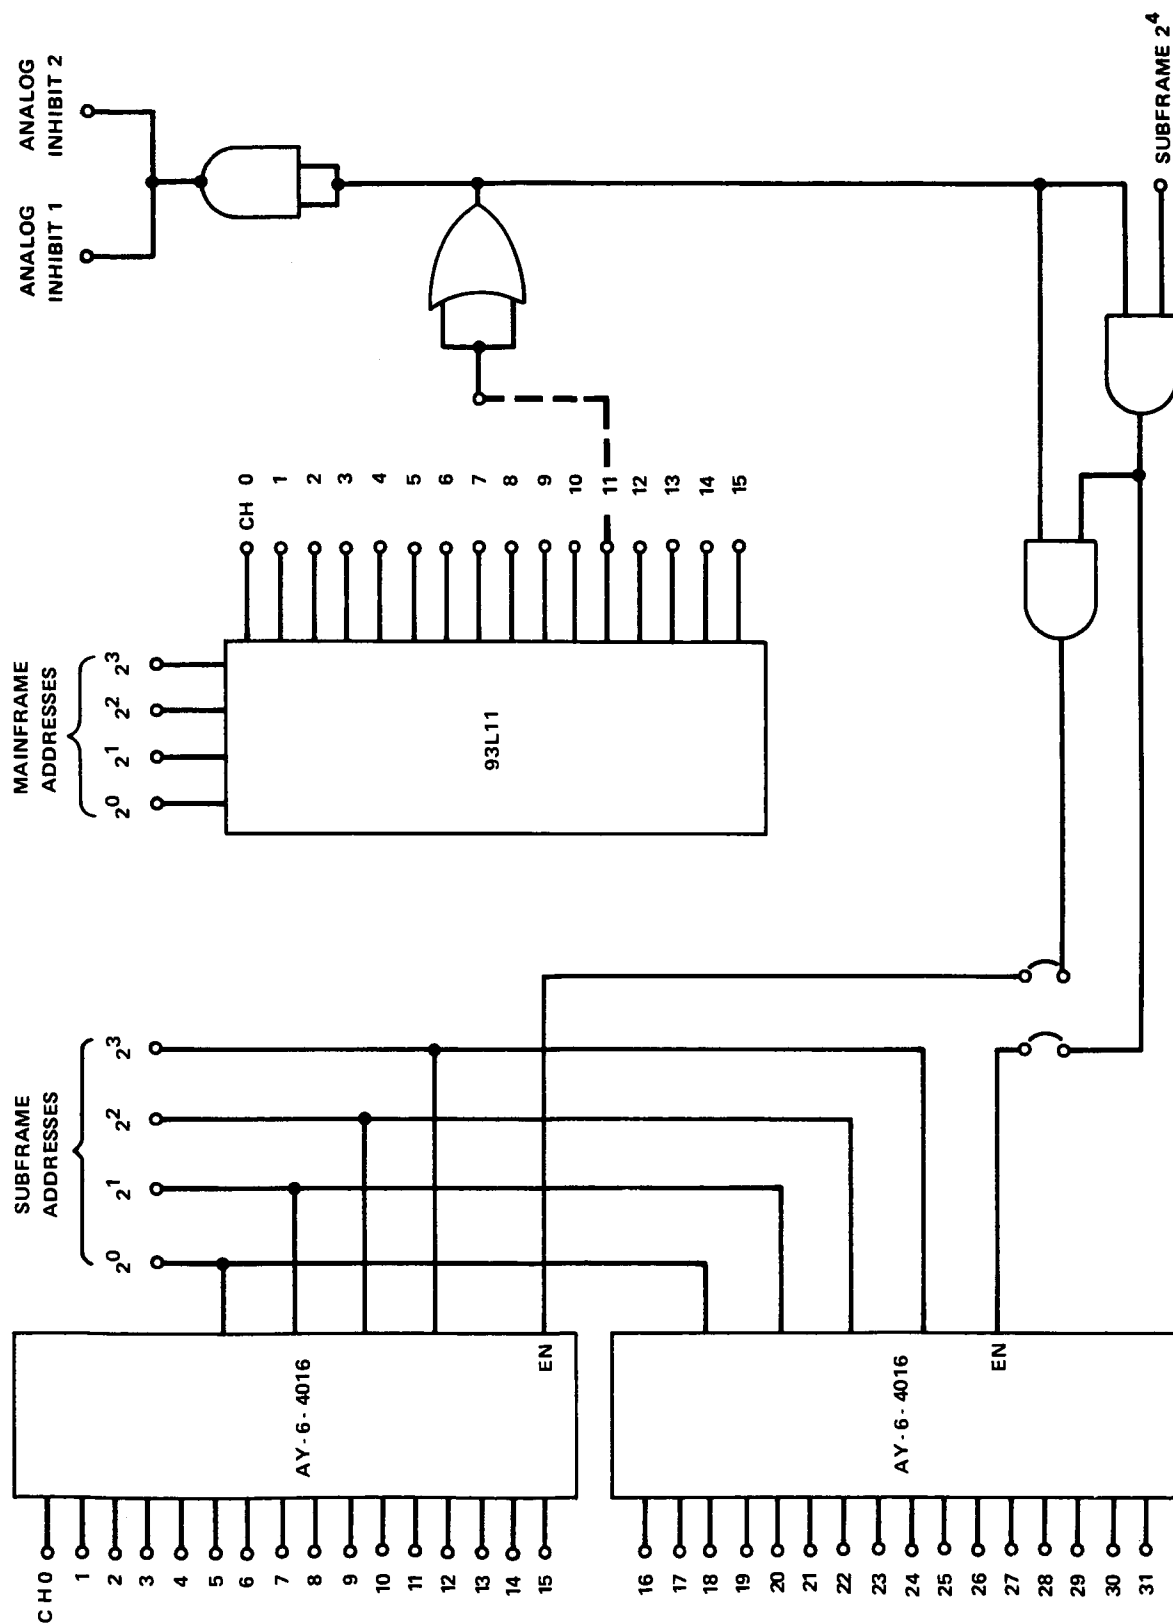 ANALOG
INHIBIT 1
ANALOG
INHIBIT 2
SUBFRAME 2⁴
MAINFRAME
ADDRESSES
2⁰ 2¹ 2² 2³
93L11
CH 0
1
2
3
4
5
6
7
8
9
10
11
12
13
14
15
SUBFRAME
ADDRESSES
2⁰ 2¹ 2² 2³
AY-6-4016
EN
CH 0
1
2
3
4
5
6
7
8
9
10
11
12
13
14
15
AY-6-4016
EN
16
17
18
19
20
21
22
23
24
25
26
27
28
29
30
31